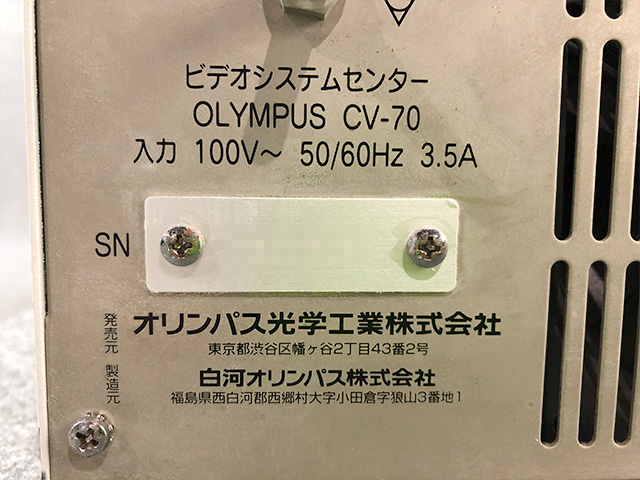 ビデオシステムセンター
OLYMPUS CV-70
入力 100V～ 50/60Hz 3.5A
SN
発売元 オリンパス光学工業株式会社
東京都渋谷区幡ヶ谷2丁目43番2号
製造元 白河オリンパス株式会社
福島県西白河郡西郷村大字小田倉字狼山3番地1